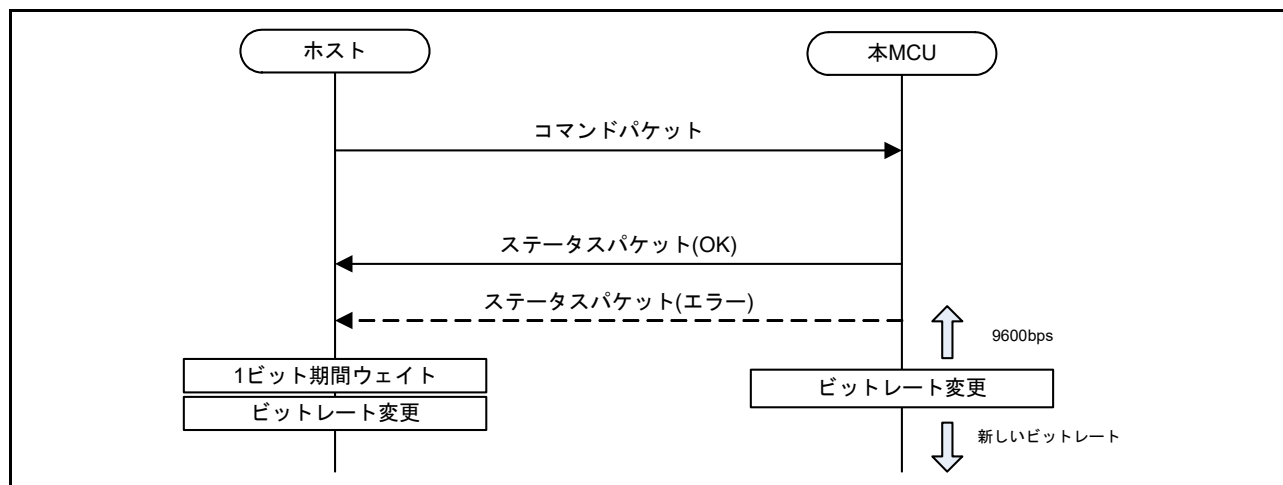 ホスト
本MCU
コマンドパケット
ステータスパケット(OK)
ステータスパケット(エラー)
9600bps
1ビット期間ウェイト
ビットレート変更
ビットレート変更
新しいビットレート